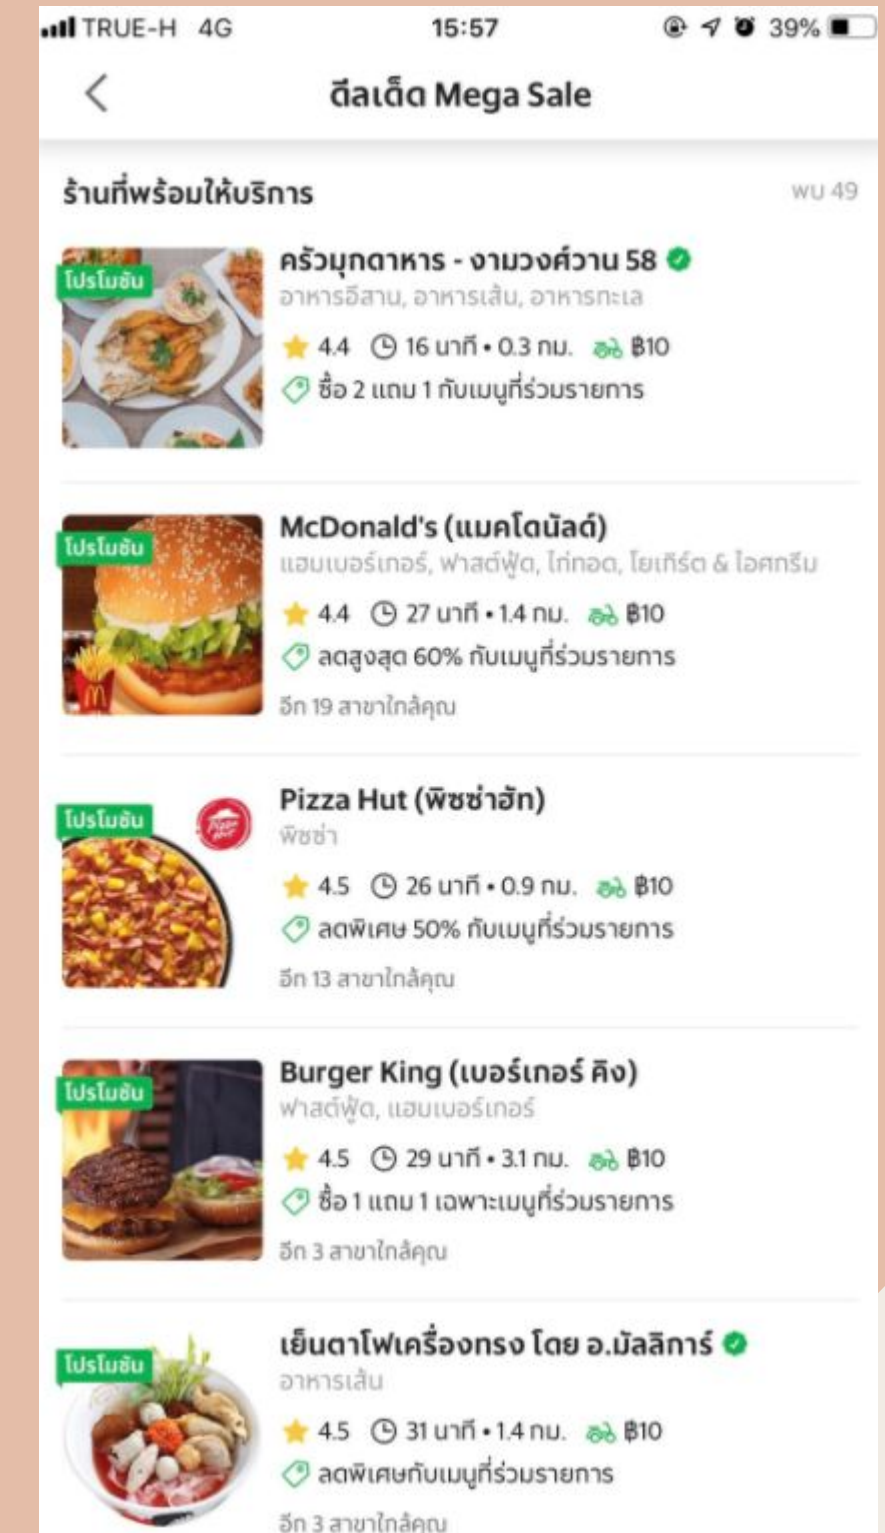 TRUE-H 4G 15:57 39%
ดีลเด็ด Mega Sale
ร้านที่พร้อมให้บริการ พบ 49
โปรโมชัน
ครัวมุกดาหาร - งามวงศ์วาน 58
อาหารอีสาน, อาหารเส้น, อาหารทะเล
4.4 16 นาที • 0.3 กม. ฿10
ซื้อ 2 แถม 1 กับเมนูที่ร่วมรายการ
โปรโมชัน
McDonald's (แมคโดนัลด์)
แฮมเบอร์เกอร์, ฟาสต์ฟู้ด, ไก่ทอด, โยเกิร์ต & ไอศกรีม
4.4 27 นาที • 1.4 กม. ฿10
ลดสูงสุด 60% กับเมนูที่ร่วมรายการ
อีก 19 สาขาใกล้คุณ
โปรโมชัน
Pizza Hut
Pizza Hut (พิซซ่าฮัท)
พิซซ่า
4.5 26 นาที • 0.9 กม. ฿10
ลดพิเศษ 50% กับเมนูที่ร่วมรายการ
อีก 13 สาขาใกล้คุณ
โปรโมชัน
Burger King (เบอร์เกอร์ คิง)
ฟาสต์ฟู้ด, แฮมเบอร์เกอร์
4.5 29 นาที • 3.1 กม. ฿10
ซื้อ 1 แถม 1 เฉพาะเมนูที่ร่วมรายการ
อีก 3 สาขาใกล้คุณ
โปรโมชัน
เย็นตาโฟเครื่องทรง โดย อ.มัลลิการ์
อาหารเส้น
4.5 31 นาที • 1.4 กม. ฿10
ลดพิเศษกับเมนูที่ร่วมรายการ
อีก 3 สาขาใกล้คุณ